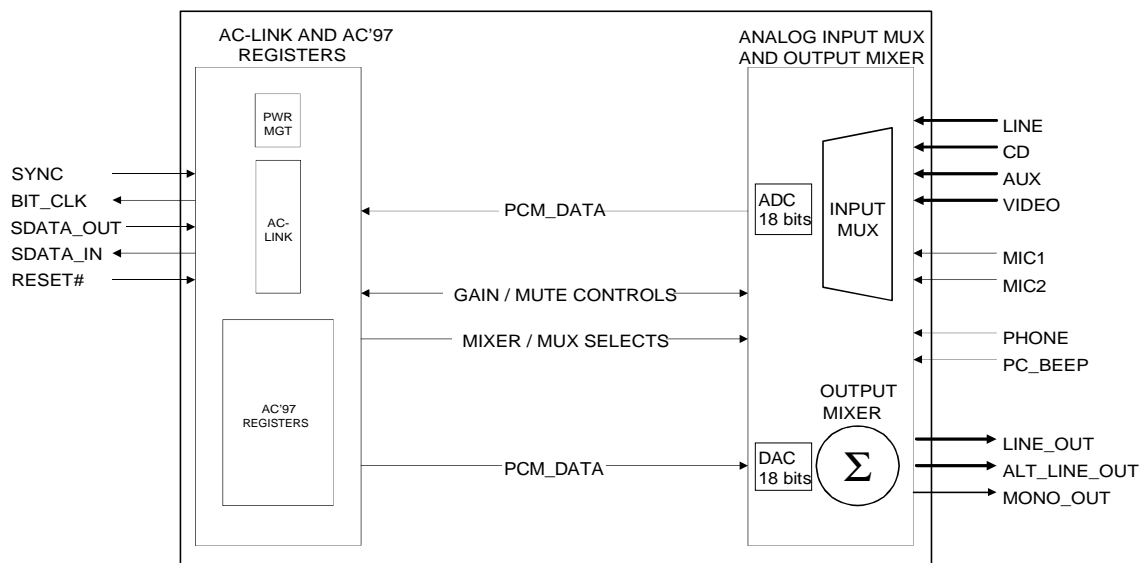 AC-LINK AND AC'97
REGISTERS
PWR
MGT
AC-
LINK
AC'97
REGISTERS
SYNC
BIT_CLK
SDATA_OUT
SDATA_IN
RESET#
PCM_DATA
GAIN / MUTE CONTROLS
MIXER / MUX SELECTS
PCM_DATA
ANALOG INPUT MUX
AND OUTPUT MIXER
ADC
18 bits
INPUT
MUX
OUTPUT
MIXER
DAC
18 bits
Σ
LINE
CD
AUX
VIDEO
MIC1
MIC2
PHONE
PC_BEEP
LINE_OUT
ALT_LINE_OUT
MONO_OUT